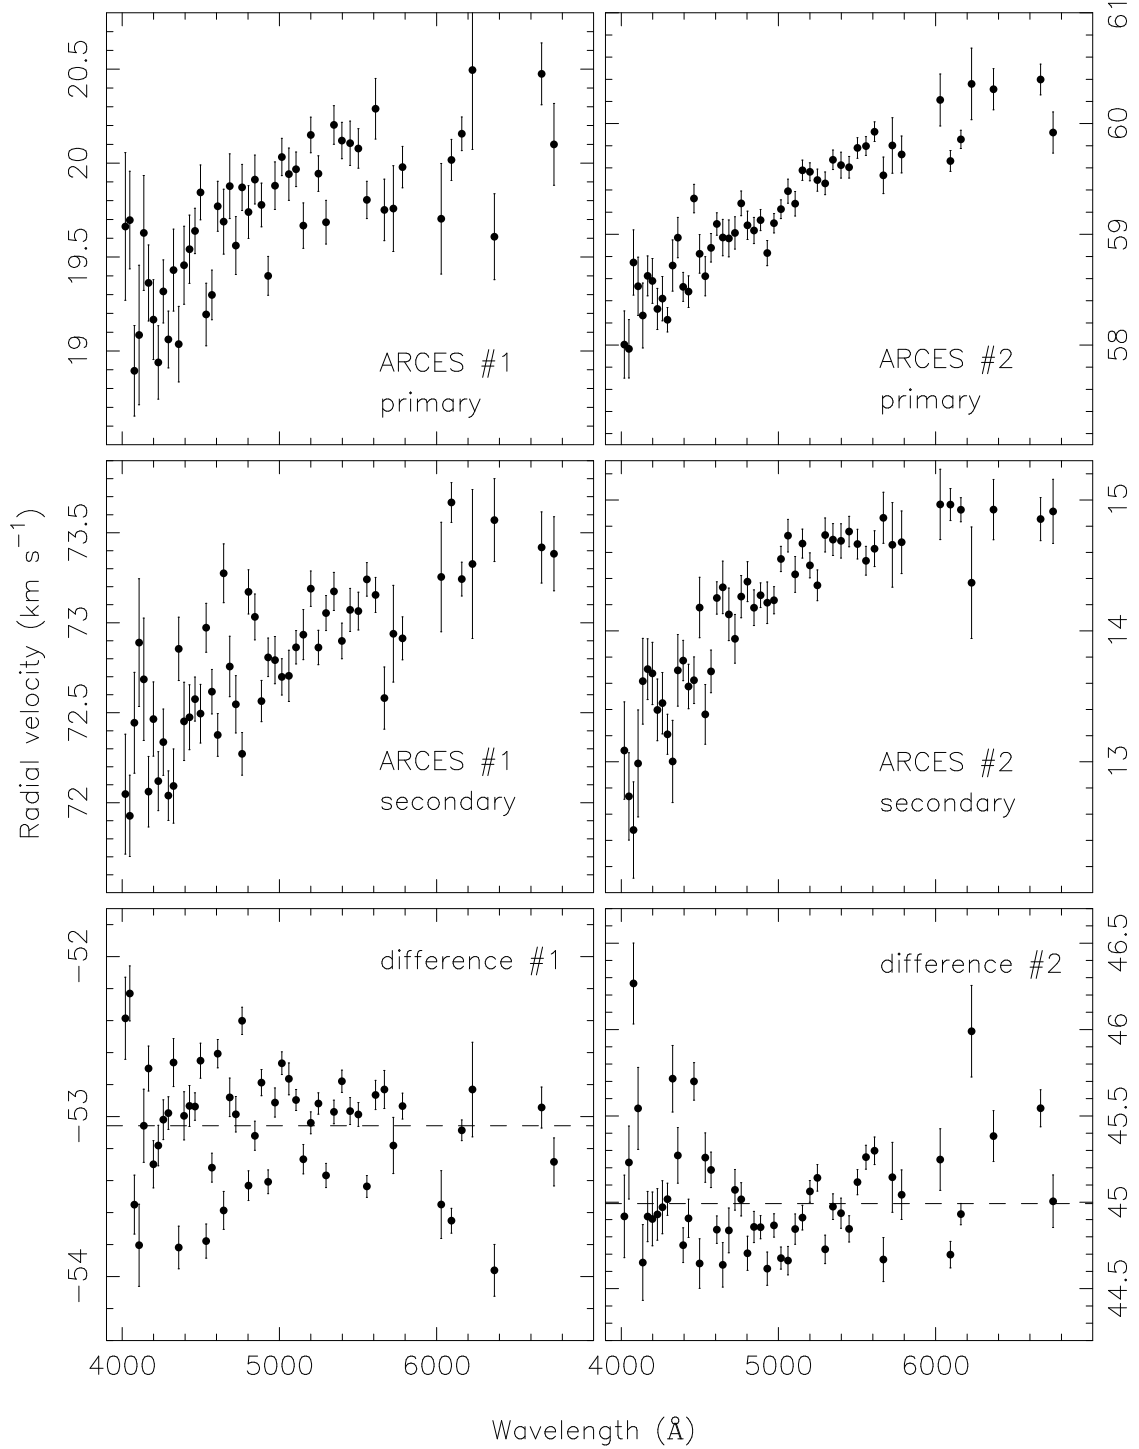 20.5
20
19.5
19
ARCES #1
primary
61
60
59
58
ARCES #2
primary
Radial velocity (km s−1)
73.5
73
72.5
72
ARCES #1
secondary
15
14
13
ARCES #2
secondary
−52
−53
−54
difference #1
46.5
46
45.5
45
44.5
difference #2
4000 5000 6000
4000 5000 6000
Wavelength (Å)